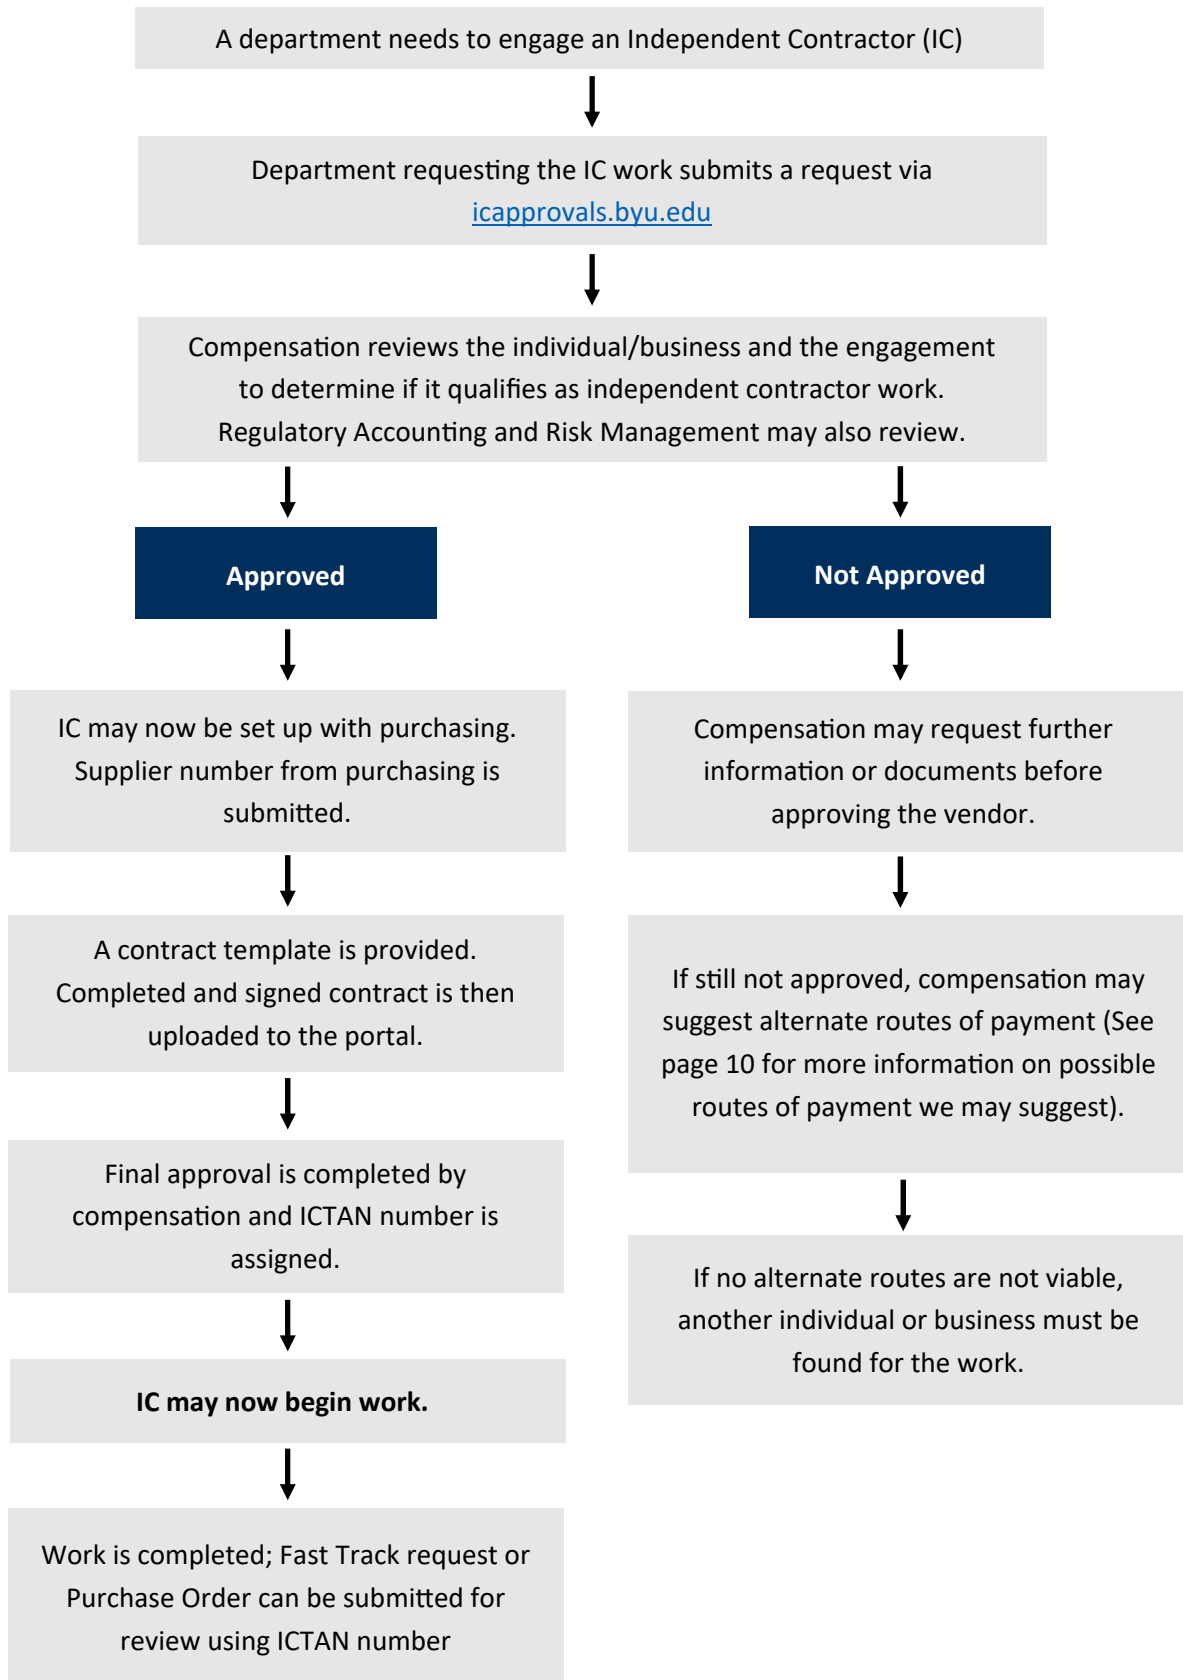 A department needs to engage an Independent Contractor (IC)
Department requesting the IC work submits a request via
icapprovals.byu.edu
Compensation reviews the individual/business and the engagement
to determine if it qualifies as independent contractor work.
Regulatory Accounting and Risk Management may also review.
Approved
Not Approved
IC may now be set up with purchasing.
Supplier number from purchasing is
submitted.
Compensation may request further
information or documents before
approving the vendor.
A contract template is provided.
Completed and signed contract is then
uploaded to the portal.
If still not approved, compensation may
suggest alternate routes of payment (See
page 10 for more information on possible
routes of payment we may suggest).
Final approval is completed by
compensation and ICTAN number is
assigned.
If no alternate routes are not viable,
another individual or business must be
found for the work.
IC may now begin work.
Work is completed; Fast Track request or
Purchase Order can be submitted for
review using ICTAN number